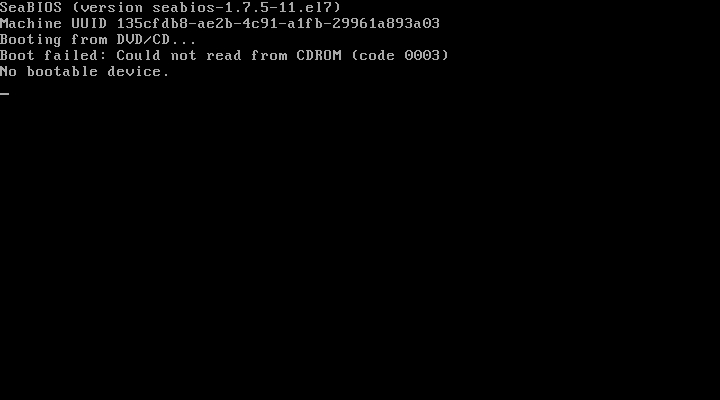 SeaBIOS (version seabios-1.7.5-11.el7)
Machine UUID 135cfdb8-ae2b-4c91-a1fb-29961a893a03
Booting from DVD/CD...
Boot failed: Could not read from CDROM (code 0003)
No bootable device.